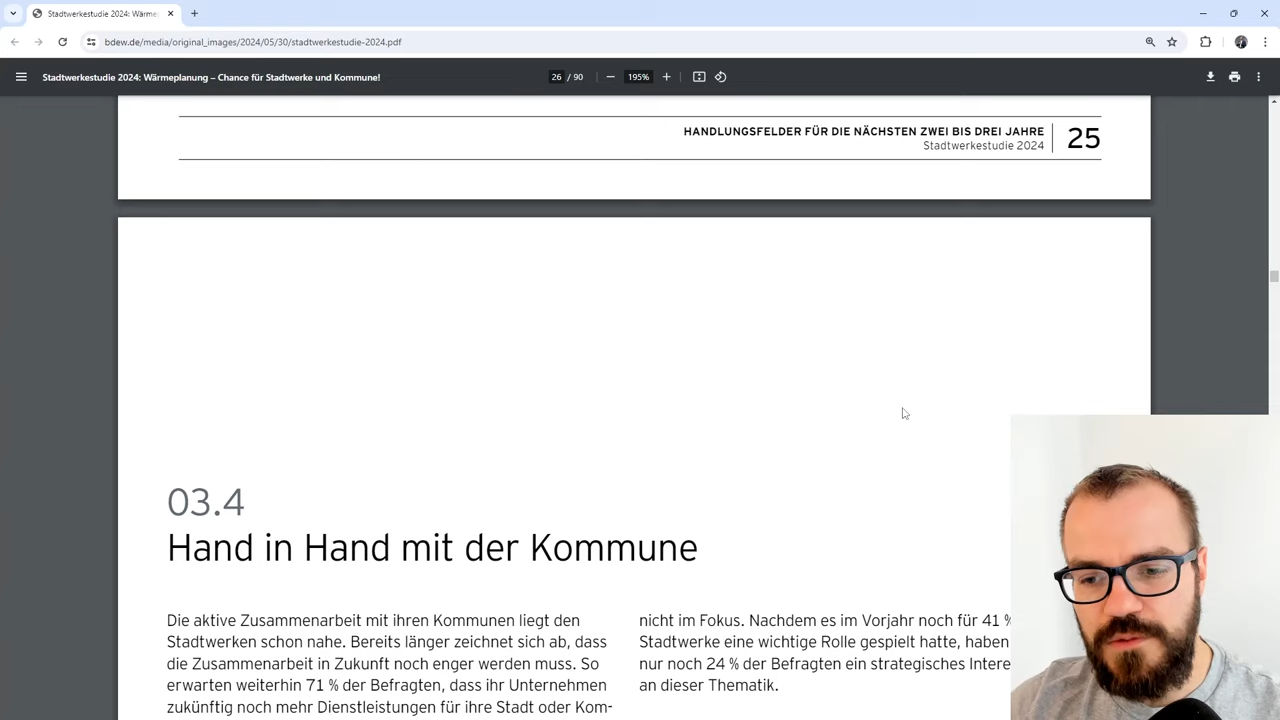 Stadtwerkestudie 2024: Wärme
bdew.de/media/original_images/2024/05/30/stadtwerkestudie-2024.pdf
Stadtwerkestudie 2024: Wärmeplanung – Chance für Stadtwerke und Kommune!
26 / 90
195%
HANDLUNGSFELDER FÜR DIE NÄCHSTEN ZWEI BIS DREI JAHRE
Stadtwerkestudie 2024
25
03.4
Hand in Hand mit der Kommune
Die aktive Zusammenarbeit mit ihren Kommunen liegt den
Stadtwerken schon nahe. Bereits länger zeichnet sich ab, dass
die Zusammenarbeit in Zukunft noch enger werden muss. So
erwarten weiterhin 71 % der Befragten, dass ihr Unternehmen
zukünftig noch mehr Dienstleistungen für ihre Stadt oder Kom-
nicht im Fokus. Nachdem es im Vorjahr noch für 41 %
Stadtwerke eine wichtige Rolle gespielt hatte, haben
nur noch 24 % der Befragten ein strategisches Intere
an dieser Thematik.